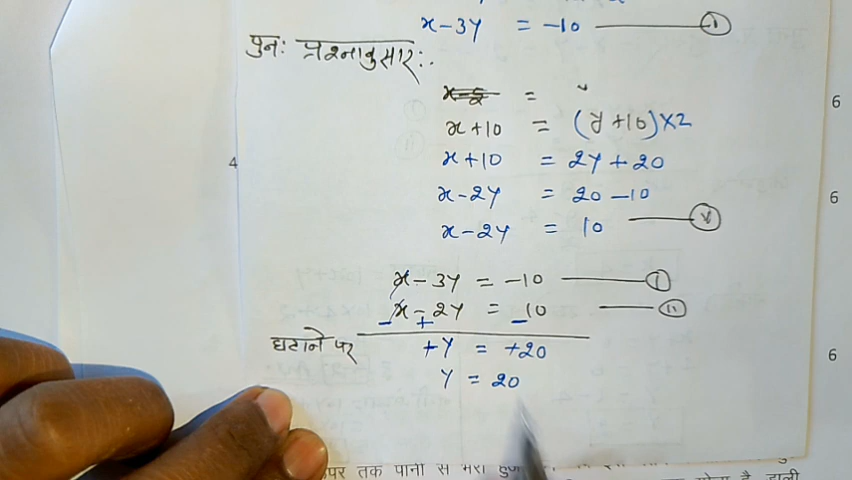 x-3y = -10 ——— (i)
पुनः प्रश्नानुसार:-
x-5 =
x+10 = (y+10)×2
x+10 = 2y+20
6
x-2y = 20-10
4
6
x-2y = 10 ———
x-3y = -10 ——— (i)
x-2y = 10 ——— (ii)
- + -
घटाने पर +y = +20
6
y = 20
पर तक पानी से भरा